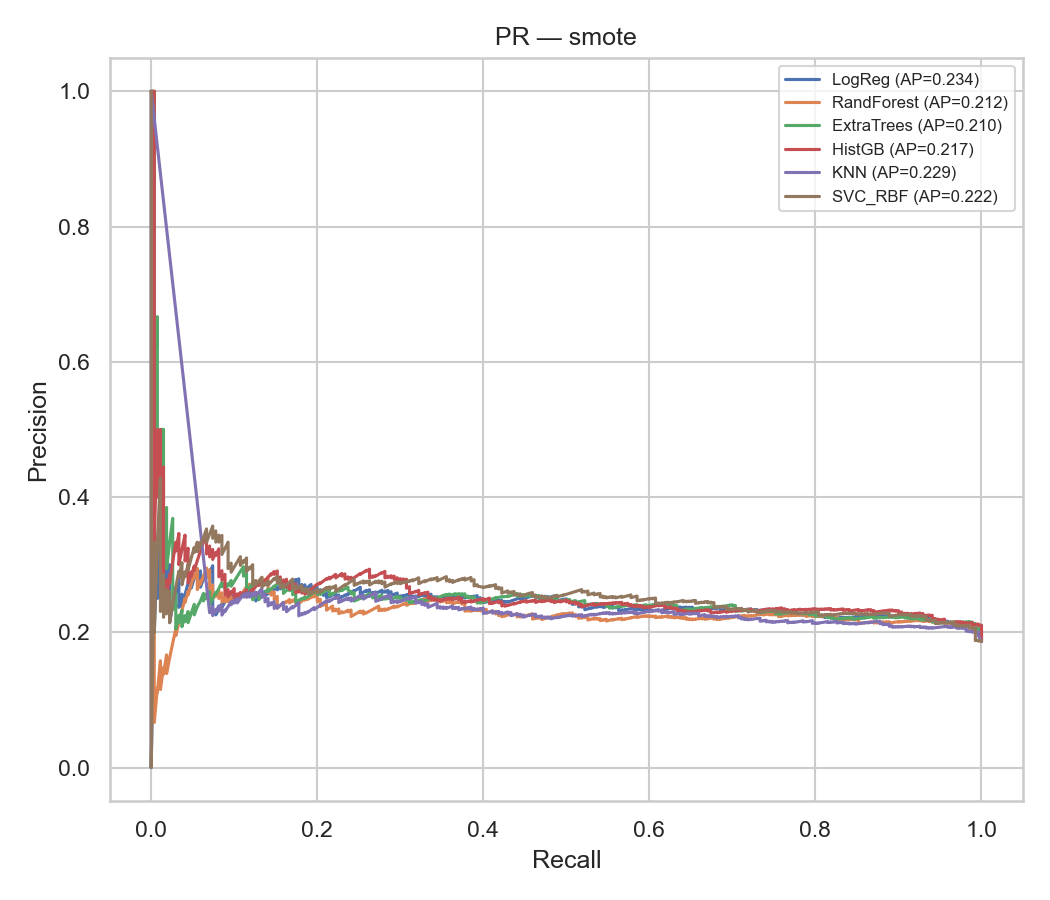 PR — smote
LogReg (AP=0.234)
RandForest (AP=0.212)
ExtraTrees (AP=0.210)
HistGB (AP=0.217)
KNN (AP=0.229)
SVC_RBF (AP=0.222)
1.0
0.8
0.6
0.4
0.2
0.0
Precision
0.0 0.2 0.4 0.6 0.8 1.0
Recall